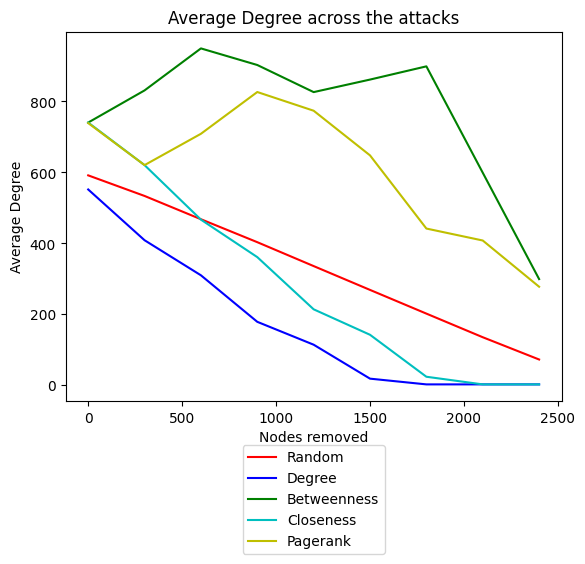 Average Degree across the attacks
Average Degree
800
600
400
200
0
0 500 1000 1500 2000 2500
Nodes removed
Random
Degree
Betweenness
Closeness
Pagerank